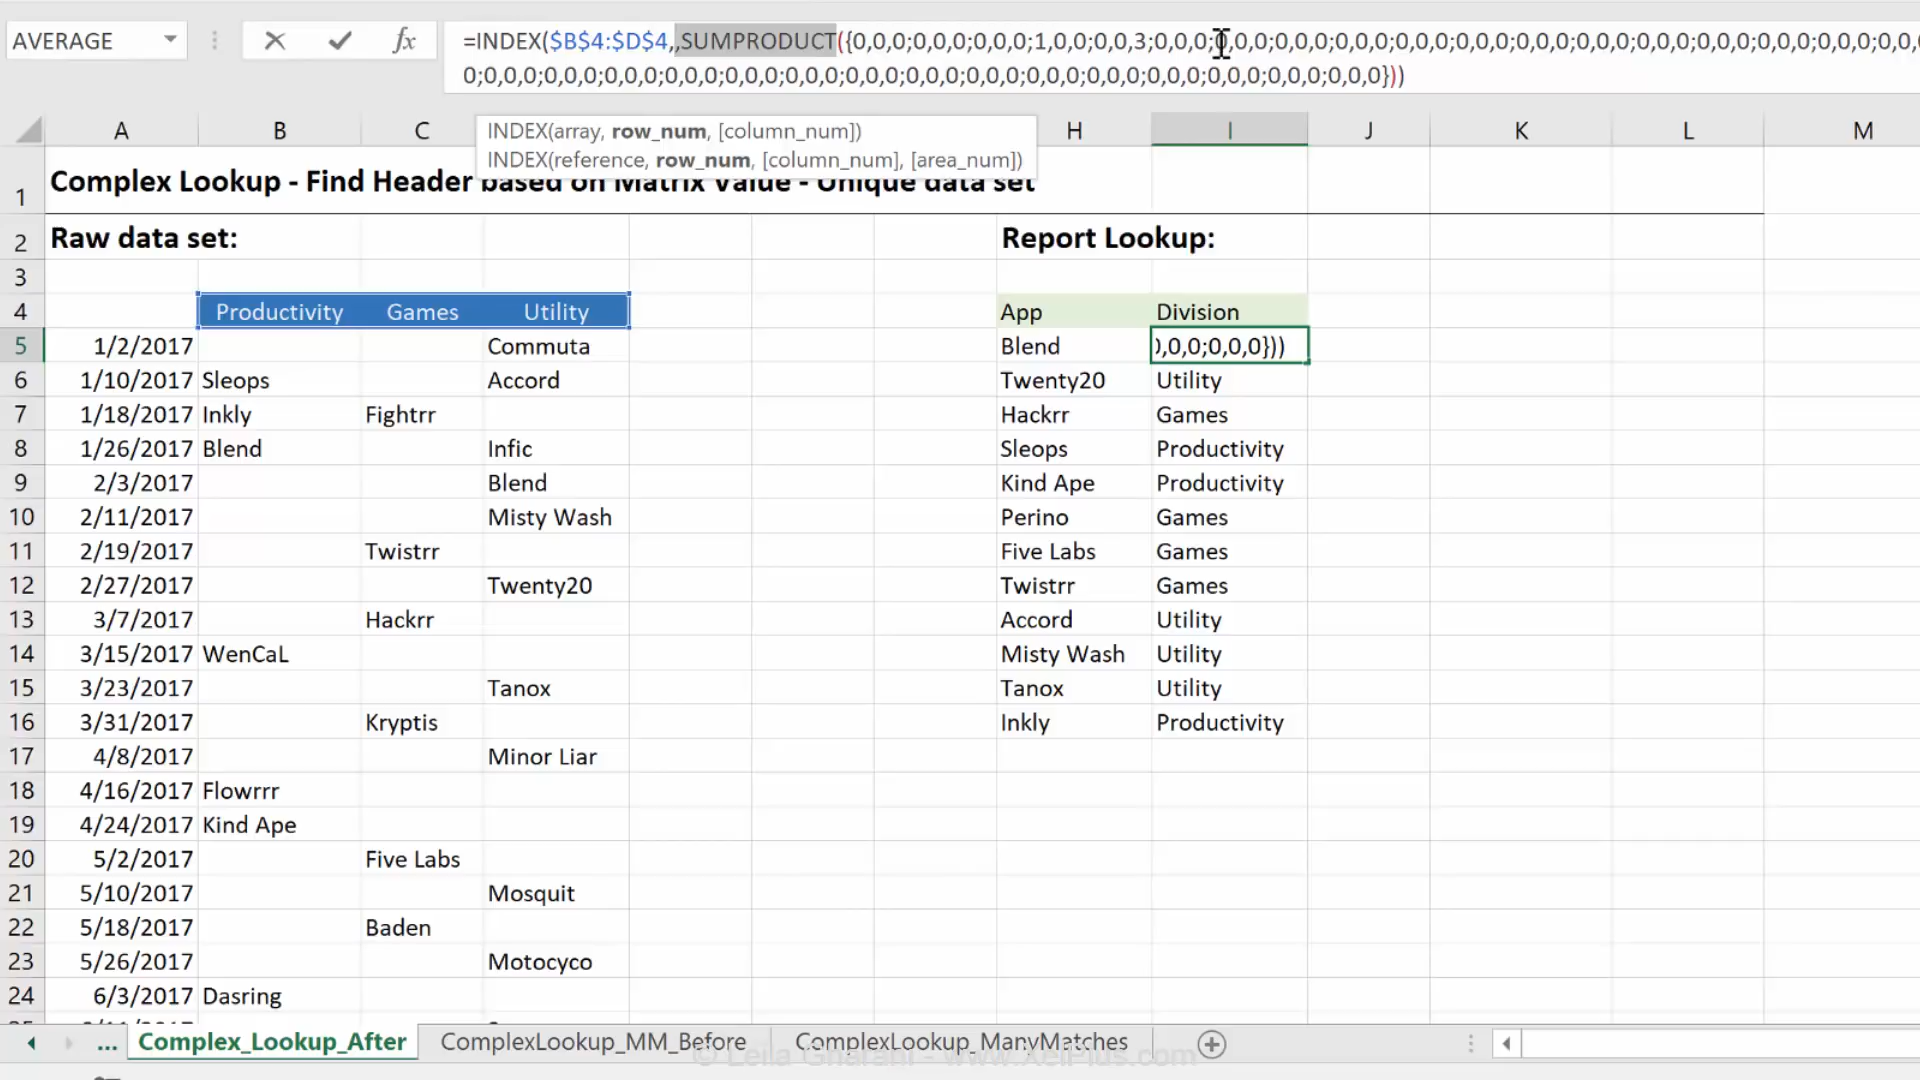 AVERAGE
=INDEX($B$4:$D$4,,SUMPRODUCT({0,0,0;0,0,0;0,0,0;1,0,0;0,0,3;0,0,0;0,0,0;0,0,0;0,0,0;0,0,0;0,0,0;0,0,0;0,0,0;0,0,0;0,0,0;0,0,0;0,0,0;0,0
0;0,0,0;0,0,0;0,0,0;0,0,0;0,0,0;0,0,0;0,0,0;0,0,0;0,0,0;0,0,0;0,0,0;0,0,0;0,0,0;0,0,0;0,0,0}))
INDEX(array, row_num, [column_num])
INDEX(reference, row_num, [column_num], [area_num])
A B C H I J K L M
1 Complex Lookup - Find Header based on Matrix Value - Unique data set
2 Raw data set: Report Lookup:
3
4 Productivity Games Utility App Division
5 1/2/2017 Commuta Blend ,0,0;0,0,0}))
6 1/10/2017 Sleops Accord Twenty20 Utility
7 1/18/2017 Inkly Fightrr Hackrr Games
8 1/26/2017 Blend Infic Sleops Productivity
9 2/3/2017 Blend Kind Ape Productivity
10 2/11/2017 Misty Wash Perino Games
11 2/19/2017 Twistrr Five Labs Games
12 2/27/2017 Twenty20 Twistrr Games
13 3/7/2017 Hackrr Accord Utility
14 3/15/2017 WenCaL Misty Wash Utility
15 3/23/2017 Tanox Tanox Utility
16 3/31/2017 Kryptis Inkly Productivity
17 4/8/2017 Minor Liar
18 4/16/2017 Flowrrr
19 4/24/2017 Kind Ape
20 5/2/2017 Five Labs
21 5/10/2017 Mosquit
22 5/18/2017 Baden
23 5/26/2017 Motocyco
24 6/3/2017 Dasring
... Complex_Lookup_After ComplexLookup_MM_Before ComplexLookup_ManyMatches
© Leila Gharani - www.XelPlus.com